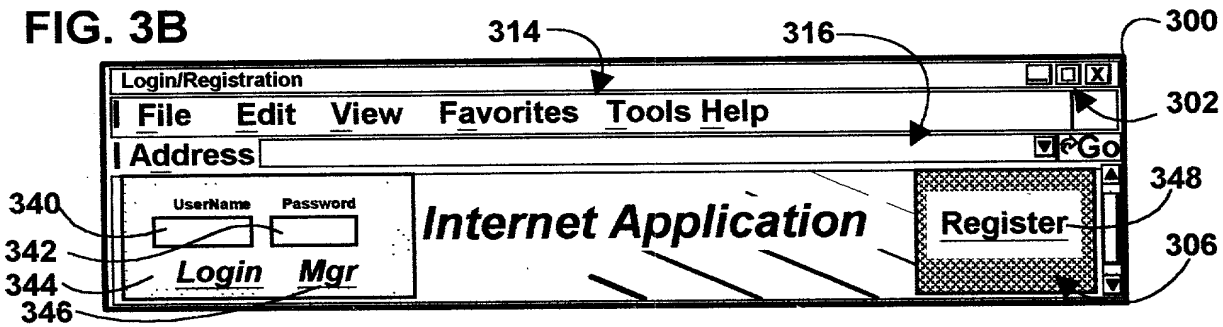 FIG. 3B
314
316
300
Login/Registration
X
File Edit View Favorites Tools Help
302
Address Go
340
UserName Password
Internet Application
Register
348
342
344
Login Mgr
306
346